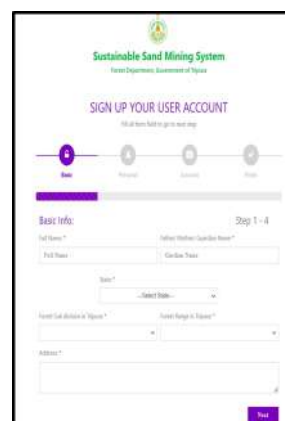 Sustainable Sand Mining System
Forest Department, Government of Tripura
SIGN UP YOUR USER ACCOUNT
Fill all form field to go to next step
Basic Personal Account Finish
Basic Info: Step 1 - 4
Full Name * Father/Mother/Guardian Name *
Full Name Gardian Name
State *
---Select State---
Forest Sub division in Tripura * Forest Range in Tripura *
Address *
Next